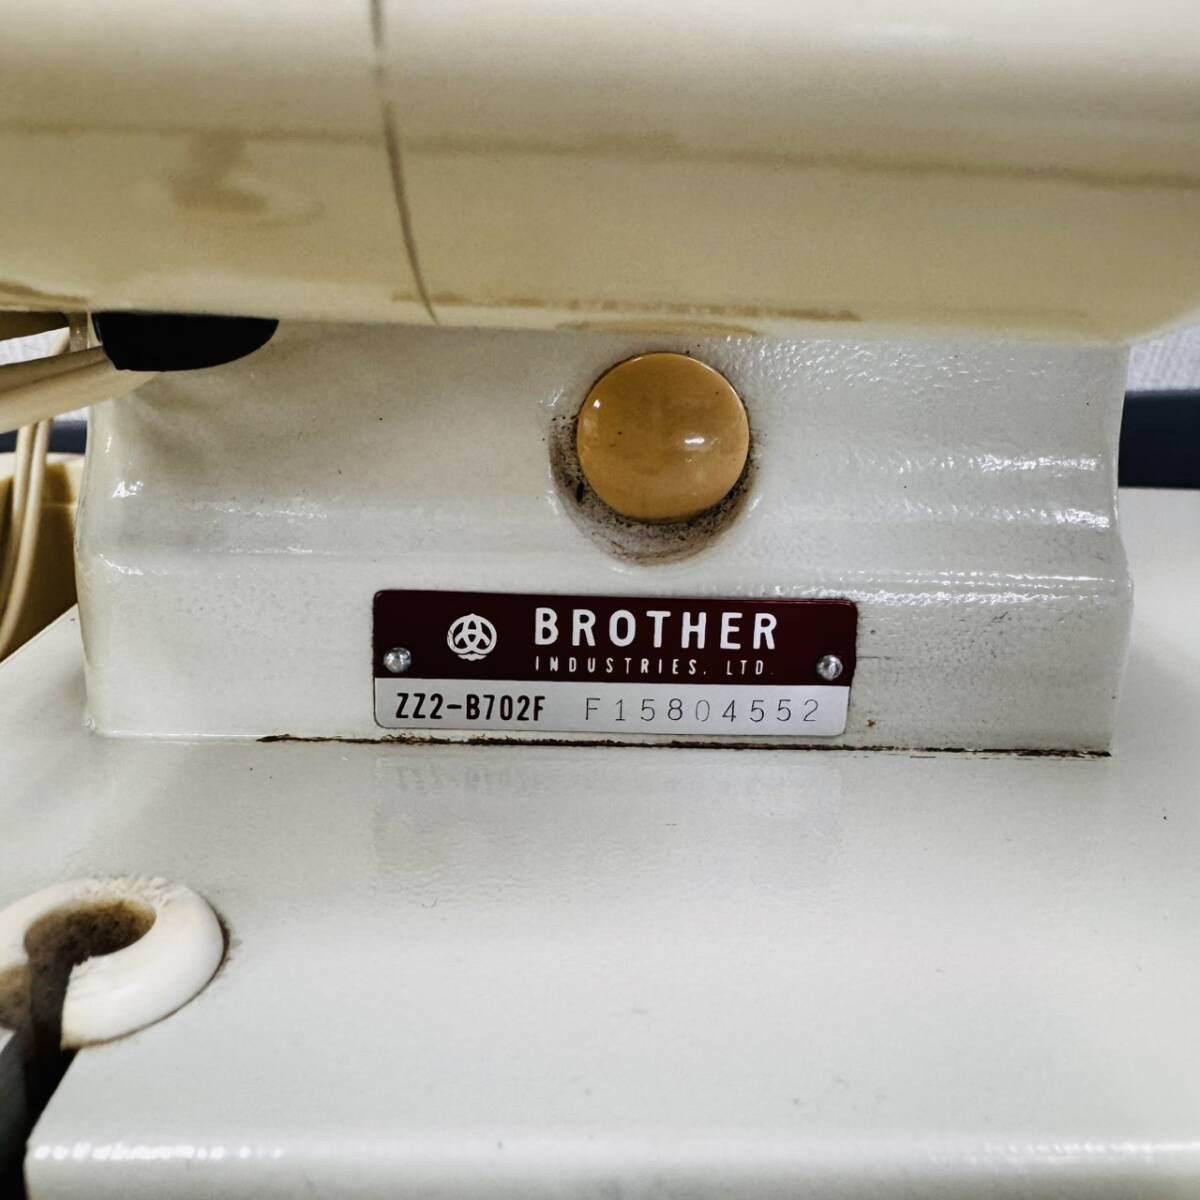 BROTHER
INDUSTRIES, LTD.
ZZ2-B702F F15804552